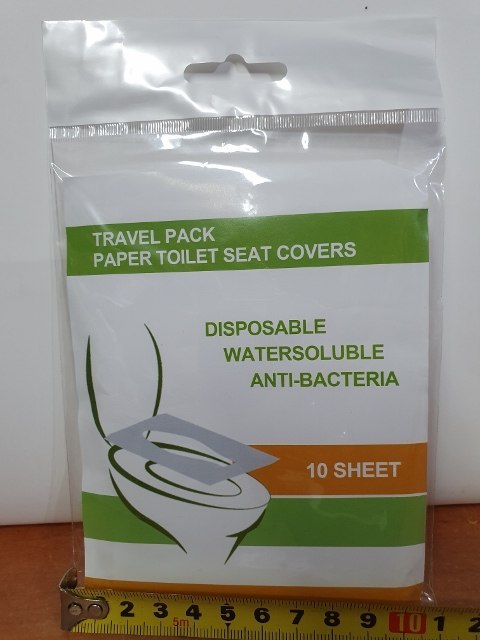 TRAVEL PACK
PAPER TOILET SEAT COVERS
DISPOSABLE
WATERSOLUBLE
ANTI-BACTERIA
10 SHEET
2 3 4 5 6 7 8 9 10 1 2
5m